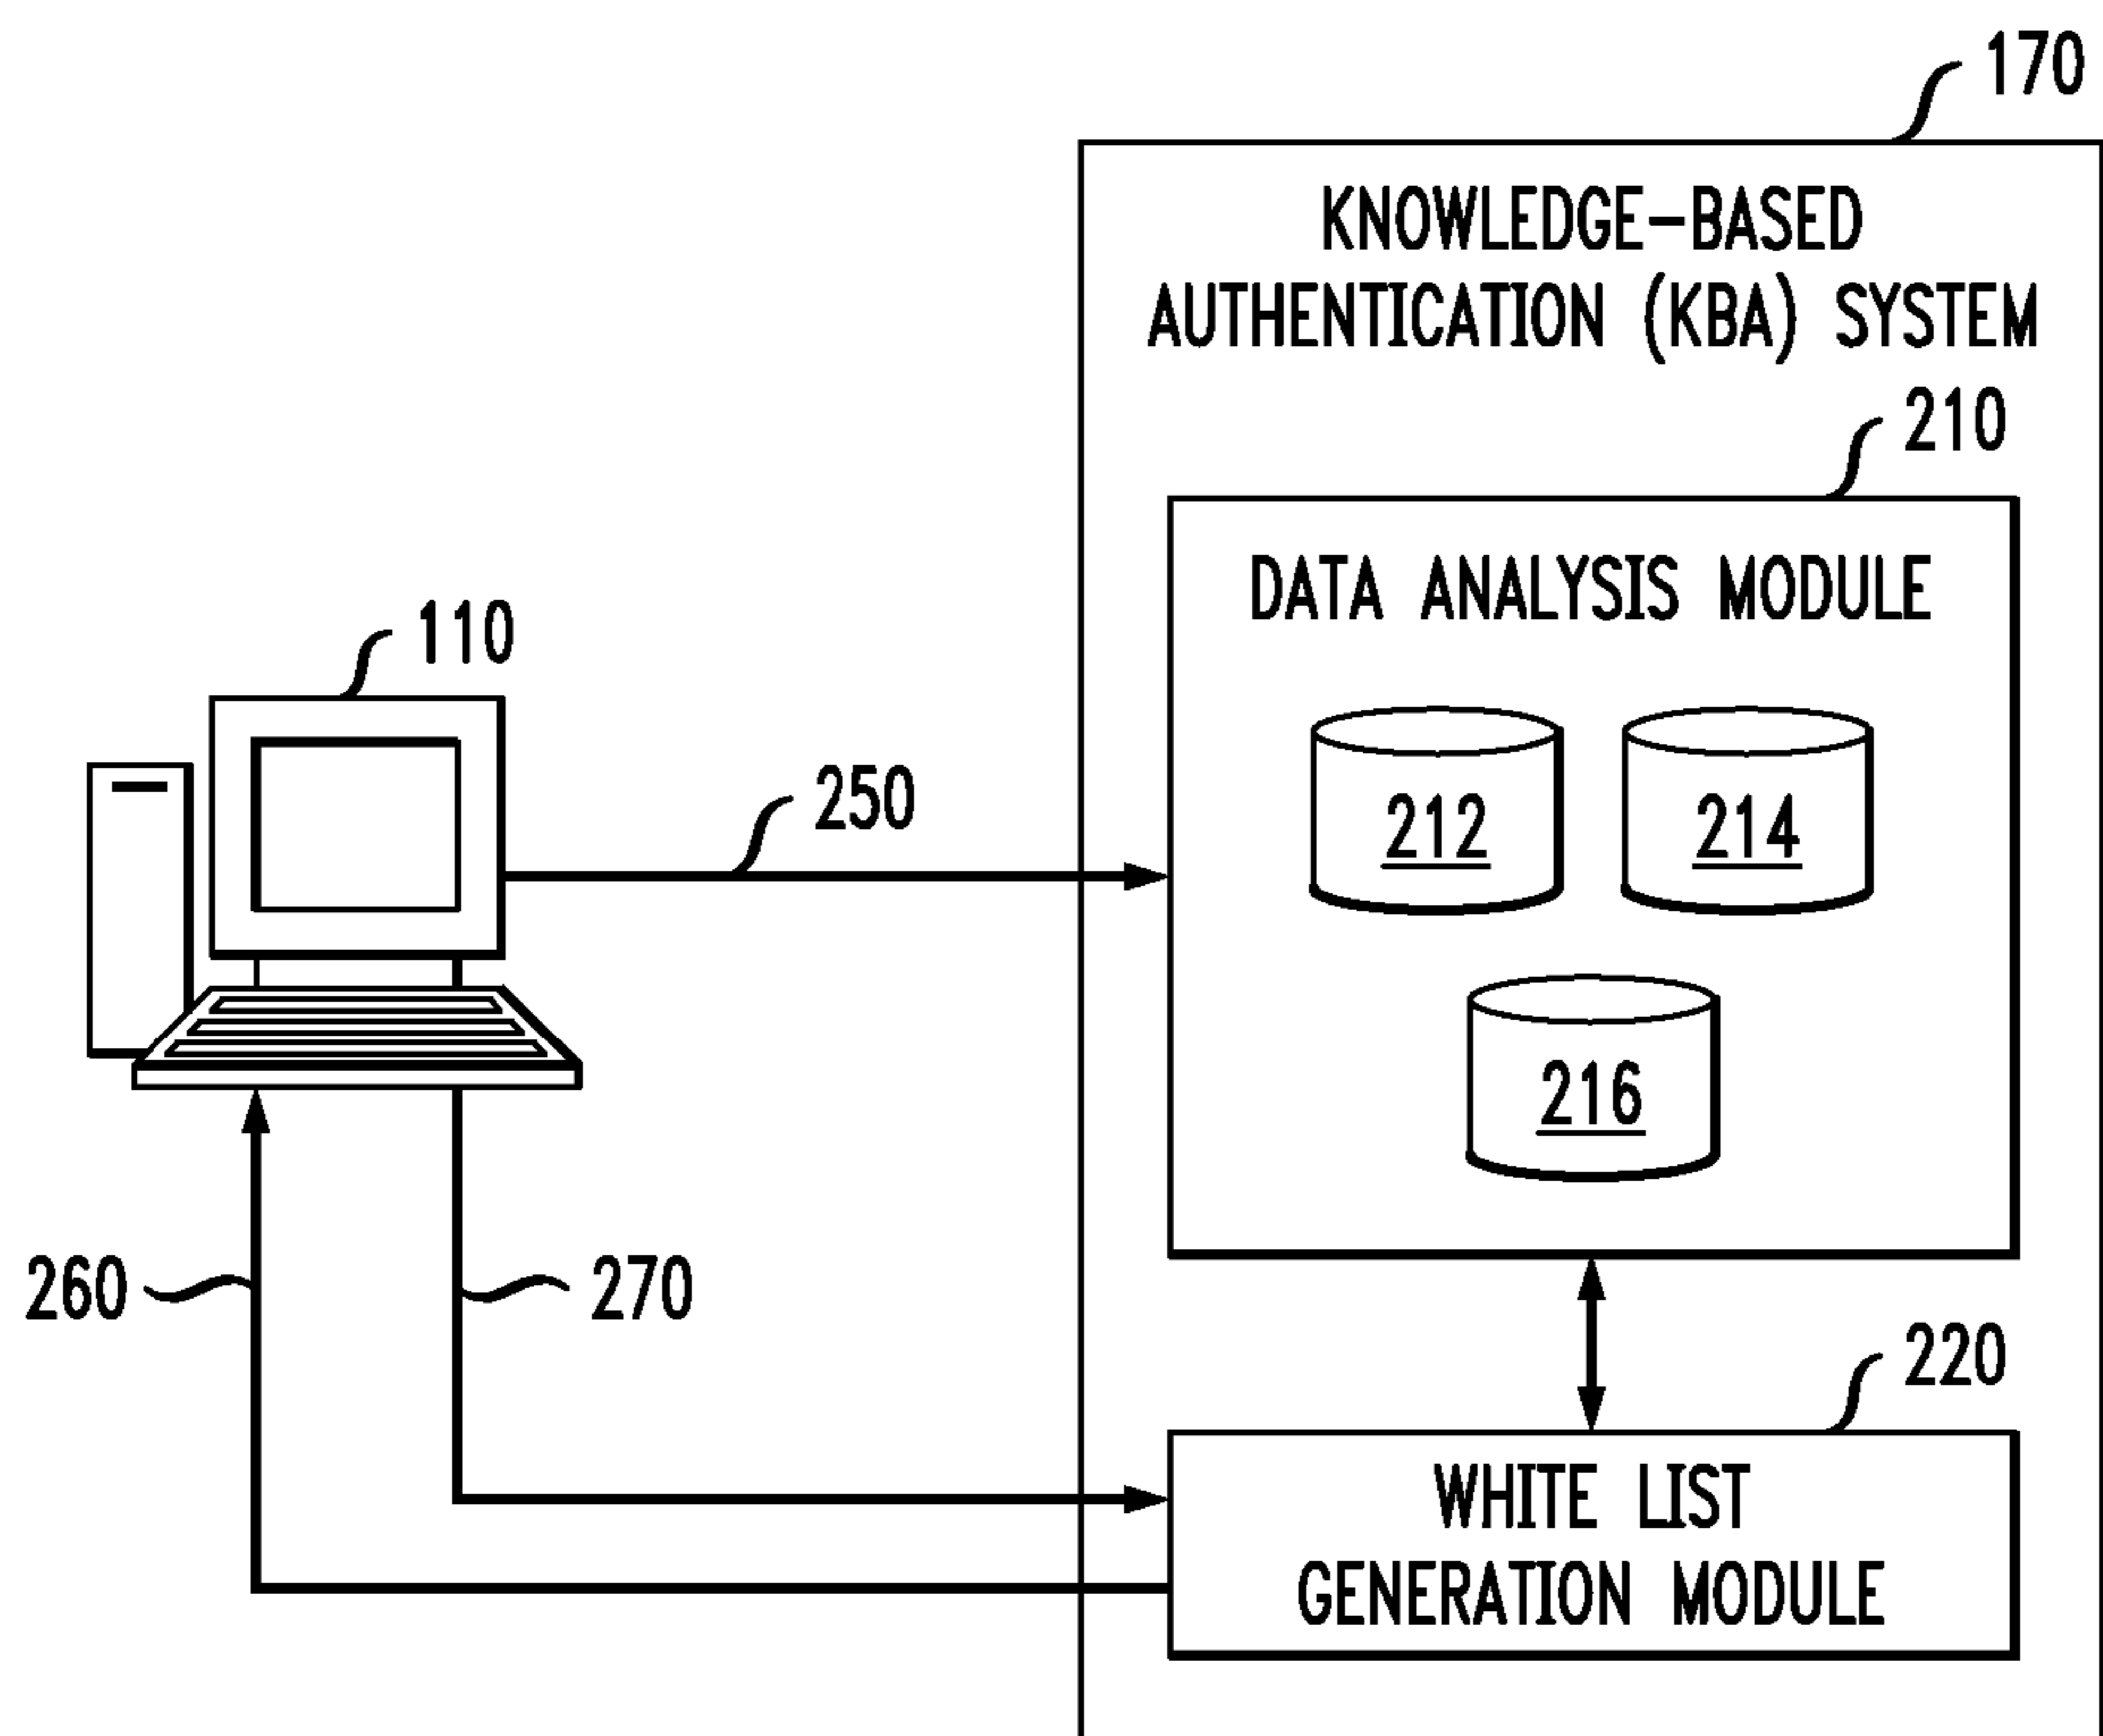 170
KNOWLEDGE-BASED
AUTHENTICATION (KBA) SYSTEM
210
DATA ANALYSIS MODULE
110
250
212
214
216
260
270
220
WHITE LIST
GENERATION MODULE